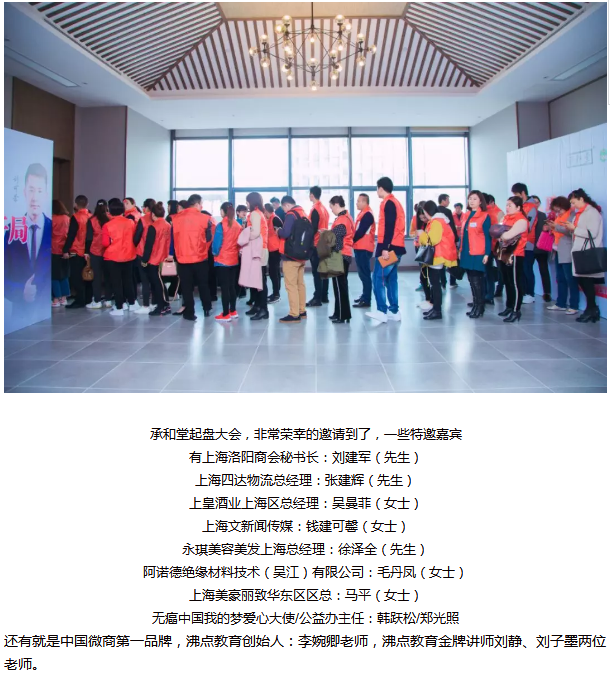 局
承和堂起盘大会，非常荣幸的邀请到了，一些特邀嘉宾
有上海洛阳商会秘书长：刘建军（先生）
上海四达物流总经理：张建辉（先生）
上皇酒业上海区总经理：吴曼菲（女士）
上海文新闻传媒：钱建可馨（女士）
永琪美容美发上海总经理：徐泽全（先生）
阿诺德绝缘材料技术（吴江）有限公司：毛丹凤（女士）
上海美豪丽致华东区区总：马平（女士）
无癌中国我的梦爱心大使/公益办主任：韩跃松/郑光照
还有就是中国微商第一品牌，沸点教育创始人：李婉卿老师，沸点教育金牌讲师刘静、刘子墨两位
老师。